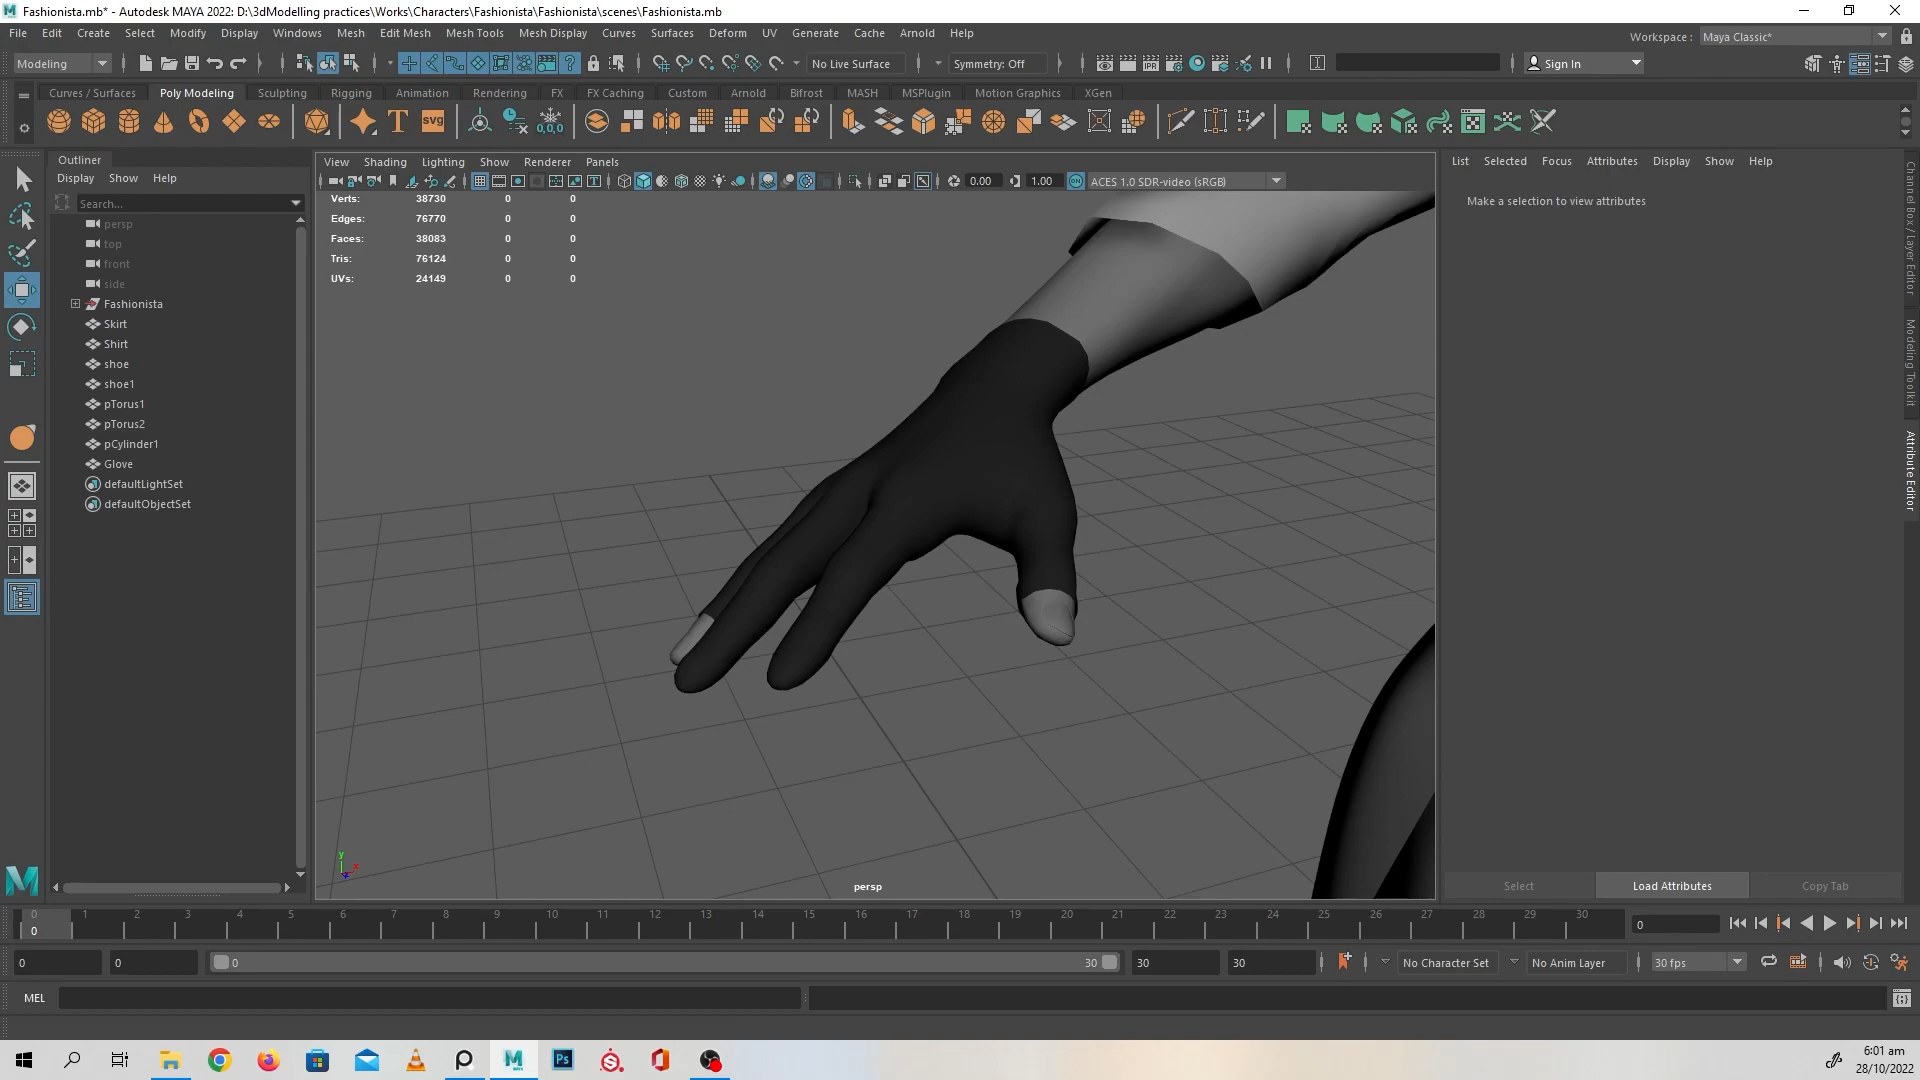 Fashionista.mb* - Autodesk MAYA 2022: D:\3dModelling practices\Works\Characters\Fashionista\Fashionista\scenes\Fashionista.mb
File Edit Create Select Modify Display Windows Mesh Edit Mesh Mesh Tools Mesh Display Curves Surfaces Deform UV Generate Cache Arnold Help
Workspace : Maya Classic*
Modeling No Live Surface Symmetry: Off Sign In
Curves / Surfaces Poly Modeling Sculpting Rigging Animation Rendering FX FX Caching Custom Arnold Bifrost MASH MSPlugin Motion Graphics XGen
T svg 0,0,0
Outliner
Display Show Help
Search...
persp
top
front
side
Fashionista
Skirt
Shirt
shoe
shoe1
pTorus1
pTorus2
pCylinder1
Glove
defaultLightSet
defaultObjectSet
View Shading Lighting Show Renderer Panels
0.00 1.00 ON ACES 1.0 SDR-video (sRGB)
Verts: 38730 0 0
Edges: 76770 0 0
Faces: 38083 0 0
Tris: 76124 0 0
UVs: 24149 0 0
y
x
persp
List Selected Focus Attributes Display Show Help
Make a selection to view attributes
Select Load Attributes Copy Tab
Channel Box / Layer Editor
Modeling Toolkit
Attribute Editor
0 1 2 3 4 5 6 7 8 9 10 11 12 13 14 15 16 17 18 19 20 21 22 23 24 25 26 27 28 29 30
0 0
0 0 0 30 30 30 No Character Set No Anim Layer 30 fps
MEL
Ps
6:01 am
28/10/2022